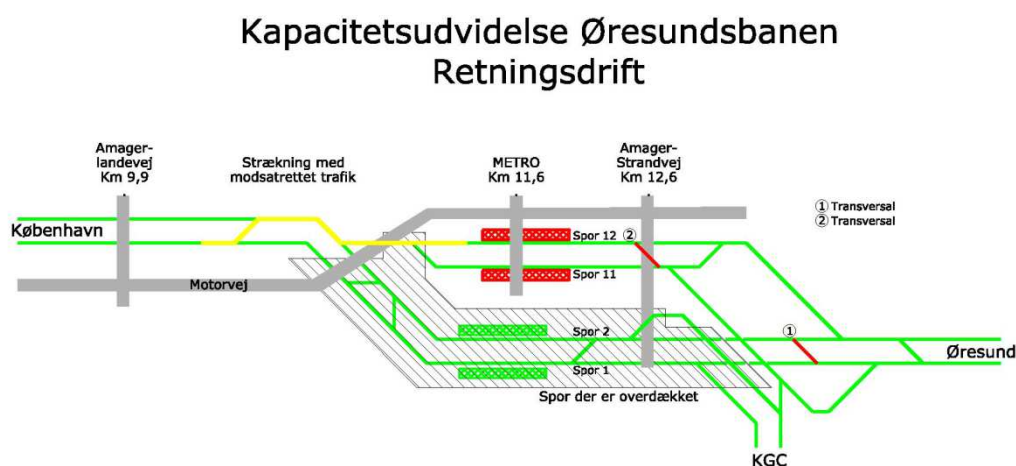 Kapacitetsudvidelse Øresundsbanen
Retningsdrift
Amager-
landevej
Km 9,9
Strækning med
modsatrettet trafik
METRO
Km 11,6
Amager-
Strandvej
Km 12,6
① Transversal
② Transversal
København
Spor 12
②
Spor 11
Motorvej
Spor 2
①
Øresund
Spor 1
Spor der er overdækket
KGC